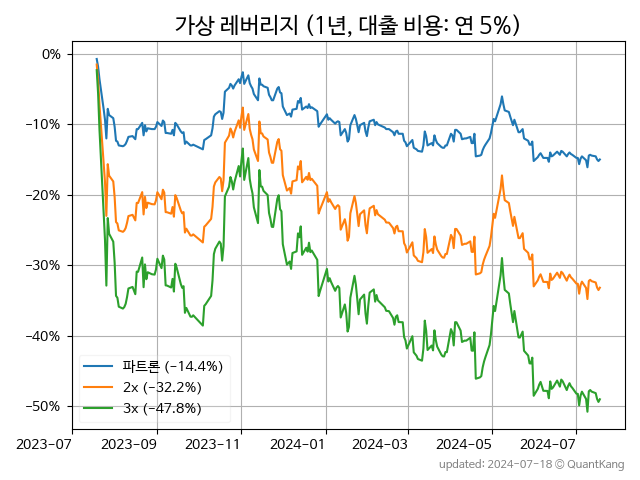 가상 레버리지 (1년, 대출 비용: 연 5%)
0%
−10%
−20%
−30%
−40%
−50%
파트론 (−14.4%)
2x (−32.2%)
3x (−47.8%)
2023-07
2023-09
2023-11
2024-01
2024-03
2024-05
2024-07
updated: 2024-07-18 © QuantKang